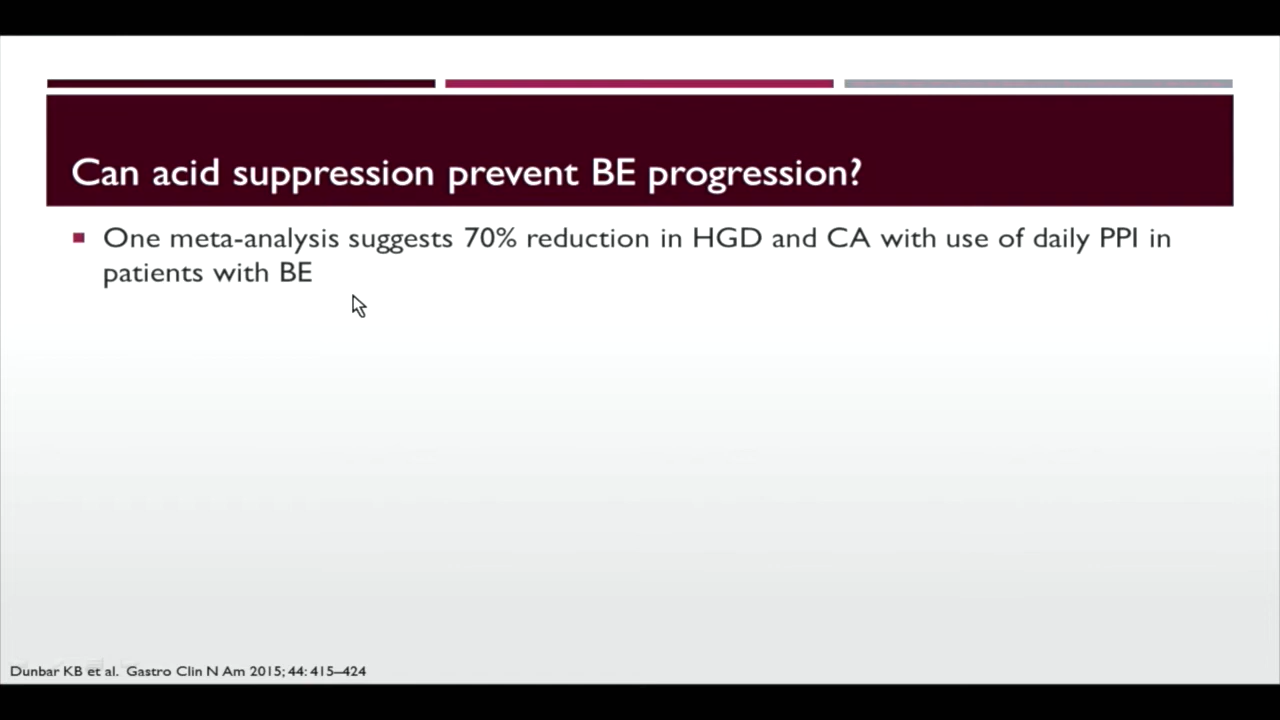 Can acid suppression prevent BE progression?
One meta-analysis suggests 70% reduction in HGD and CA with use of daily PPI in
patients with BE
Dunbar KB et al. Gastro Clin N Am 2015; 44: 415–424